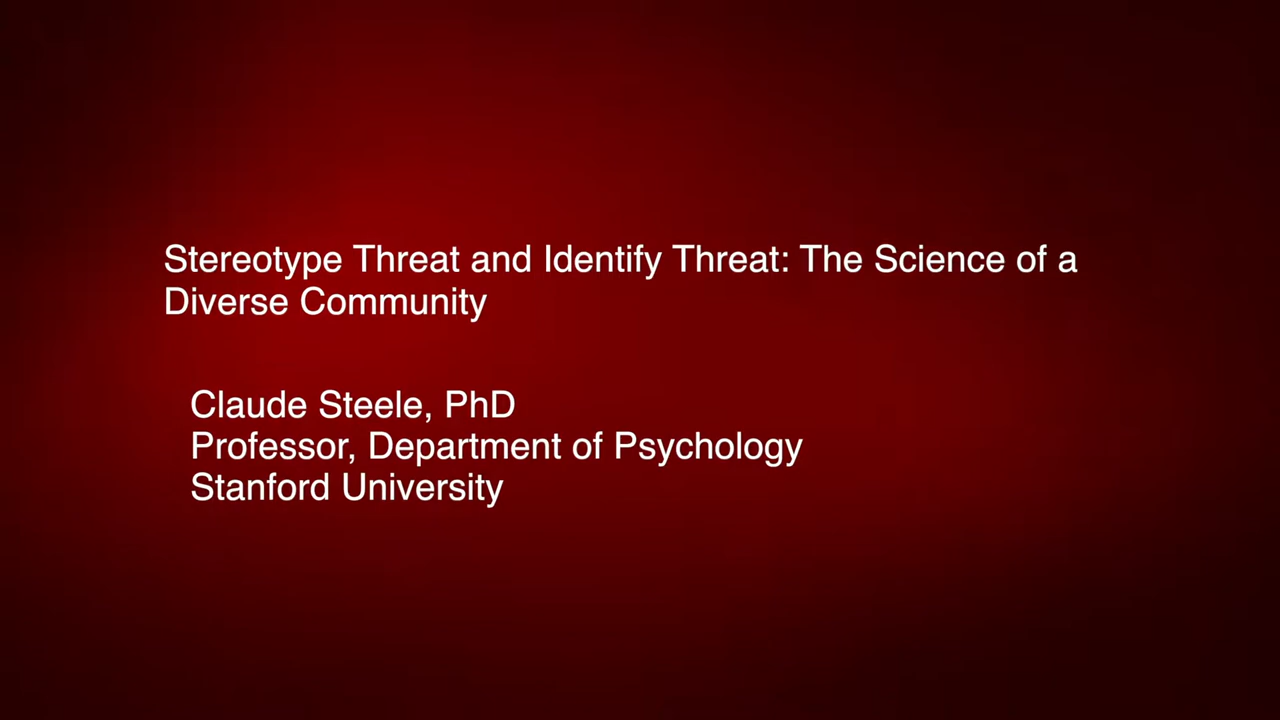 Stereotype Threat and Identify Threat: The Science of a
Diverse Community
Claude Steele, PhD
Professor, Department of Psychology
Stanford University